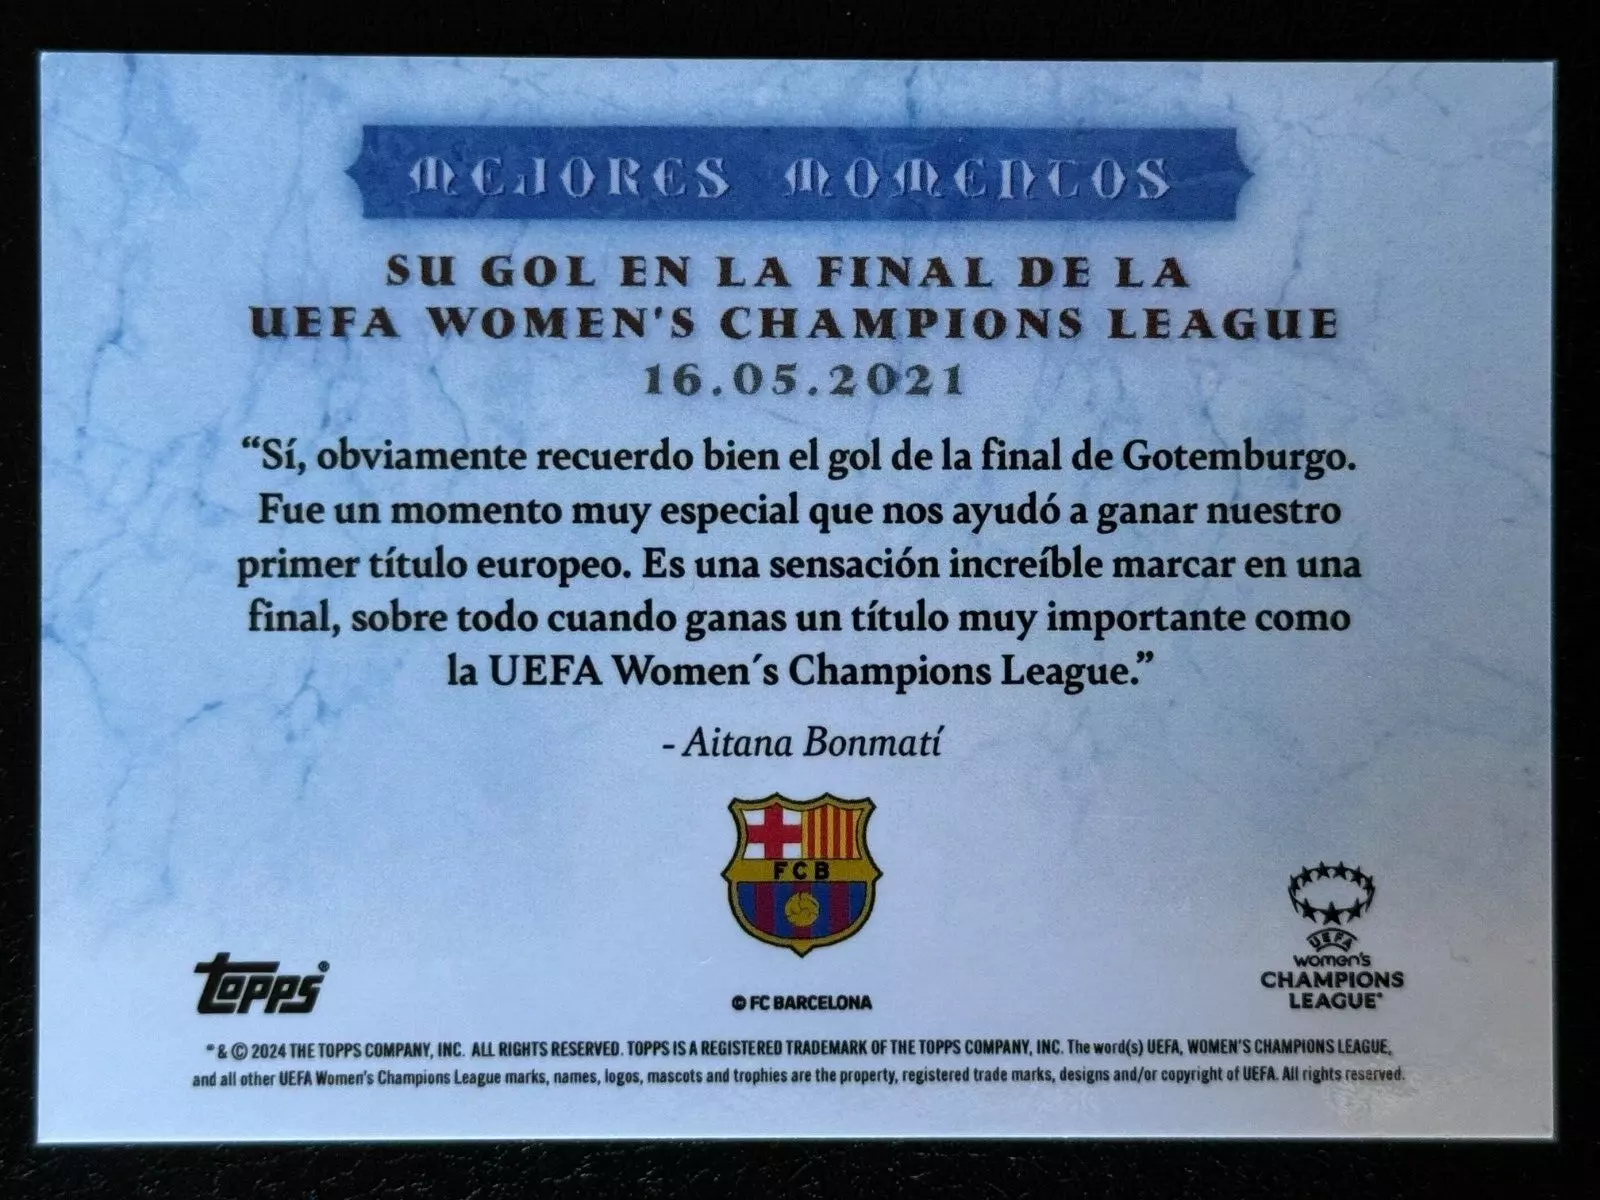 MEJORES MOMENTOS
SU GOL EN LA FINAL DE LA
UEFA WOMEN'S CHAMPIONS LEAGUE
16.05.2021
“Sí, obviamente recuerdo bien el gol de la final de Gotemburgo.
Fue un momento muy especial que nos ayudó a ganar nuestro
primer título europeo. Es una sensación increíble marcar en una
final, sobre todo cuando ganas un título muy importante como
la UEFA Women´s Champions League.”
- Aitana Bonmatí
FCB
TOPPS®
© FC BARCELONA
UEFA
women's
CHAMPIONS
LEAGUE®
® & © 2024 THE TOPPS COMPANY, INC. ALL RIGHTS RESERVED. TOPPS IS A REGISTERED TRADEMARK OF THE TOPPS COMPANY, INC. The word(s) UEFA, WOMEN'S CHAMPIONS LEAGUE,
and all other UEFA Women's Champions League marks, names, logos, mascots and trophies are the property, registered trade marks, designs and/or copyright of UEFA. All rights reserved.